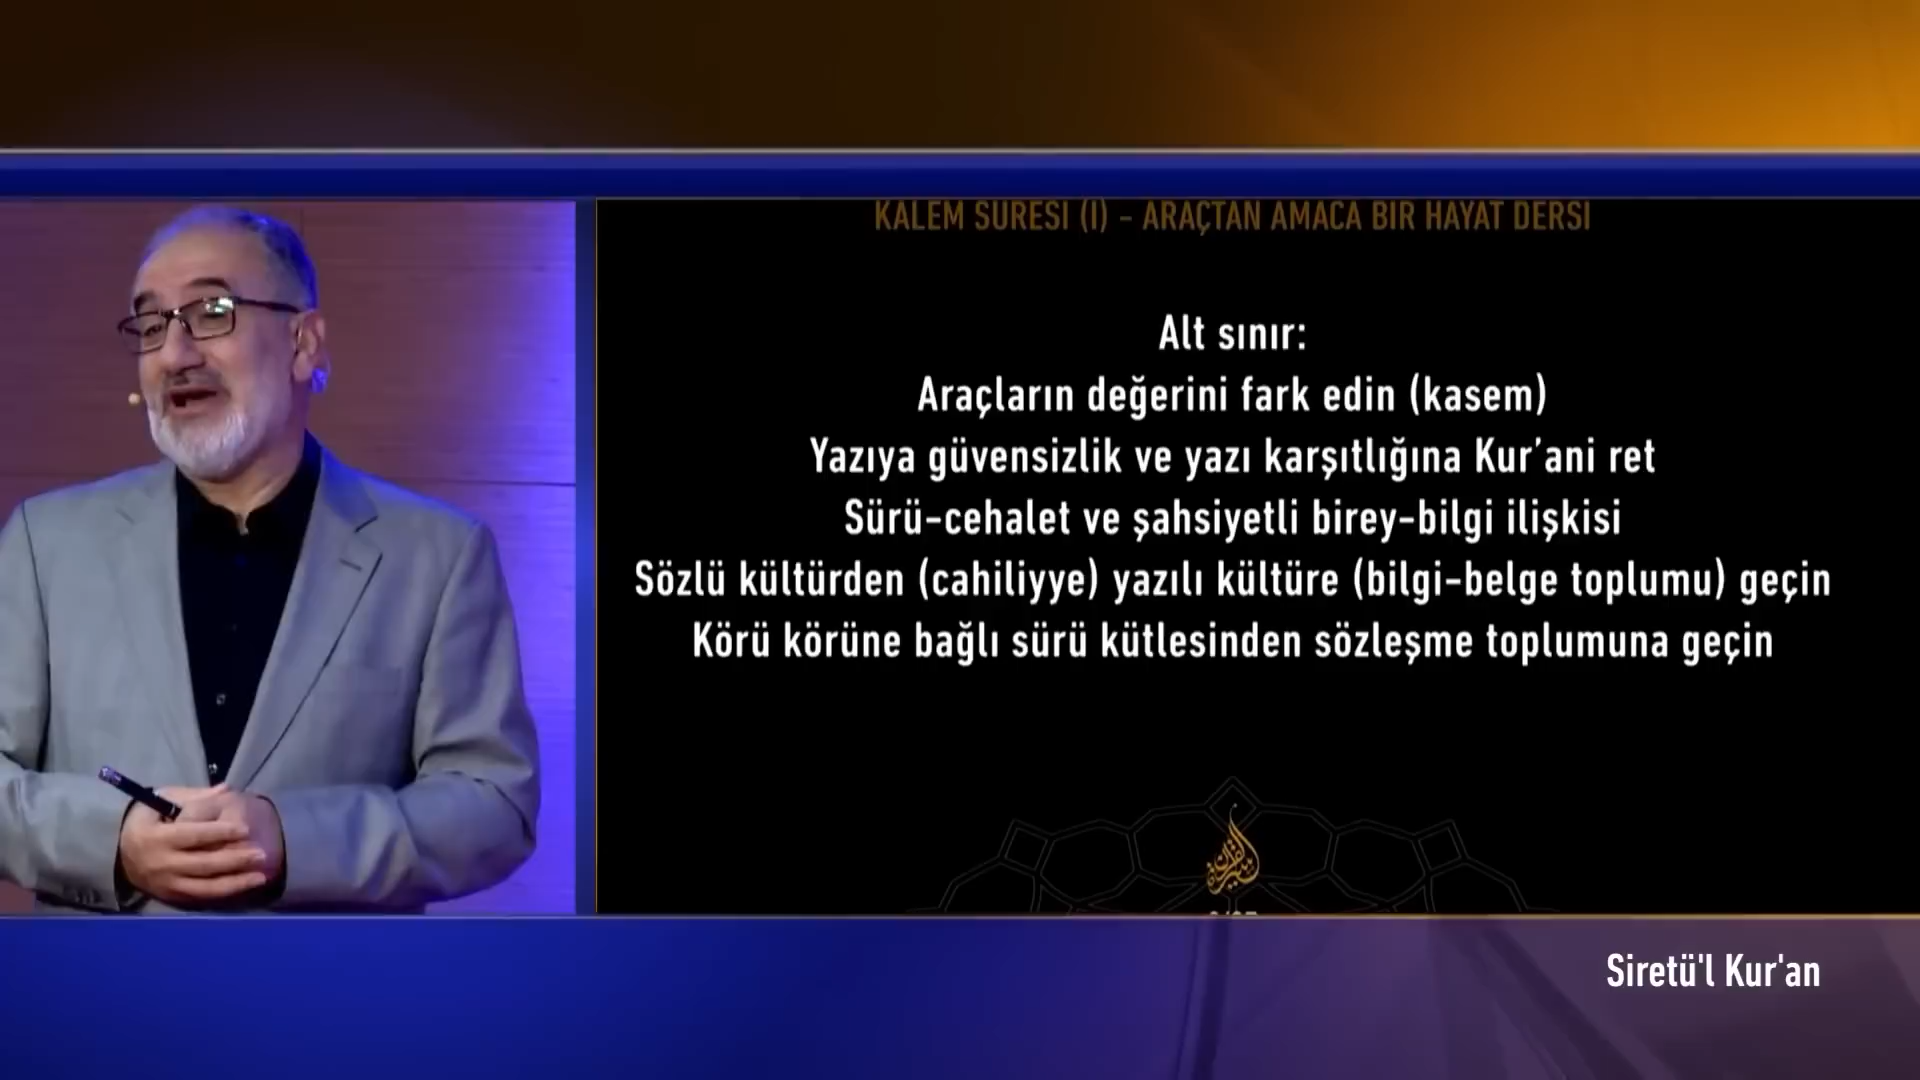 KALEM SURESİ (I) - ARAÇTAN AMACA BİR HAYAT DERSİ
Alt sınır:
Araçların değerini fark edin (kasem)
Yazıya güvensizlik ve yazı karşıtlığına Kur’ani ret
Sürü-cehalet ve şahsiyetli birey-bilgi ilişkisi
Sözlü kültürden (cahiliyye) yazılı kültüre (bilgi-belge toplumu) geçin
Körü körüne bağlı sürü kütlesinden sözleşme toplumuna geçin
Siretü'l Kur'an